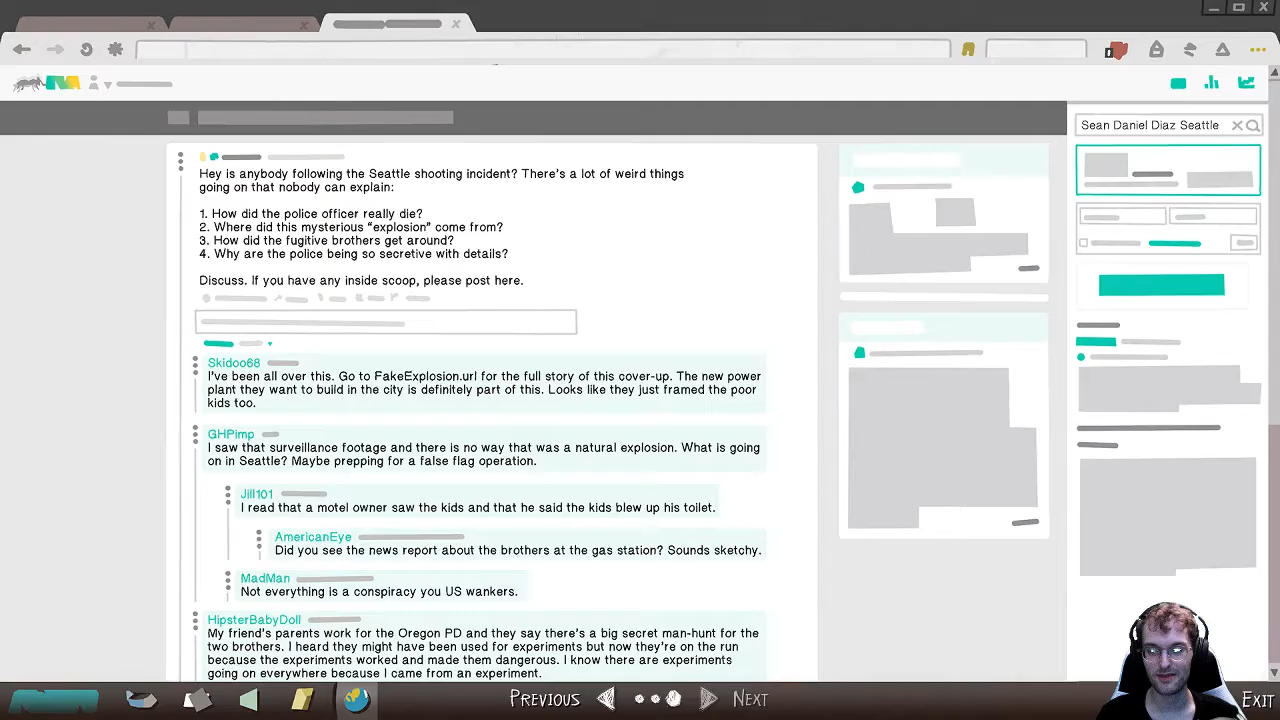 Sean Daniel Diaz Seattle
Hey is anybody following the Seattle shooting incident? There's a lot of weird things
going on that nobody can explain:
1. How did the police officer really die?
2. Where did this mysterious "explosion" come from?
3. How did the fugitive brothers get around?
4. Why are the police being so secretive with details?
Discuss. If you have any inside scoop, please post here.
Skidoo68
I've been all over this. Go to FakeExplosion.url for the full story of this cover-up. The new power
plant they want to build in the city is definitely part of this. Looks like they just framed the poor
kids too.
GHPimp
I saw that surveillance footage and there is no way that was a natural explosion. What is going
on in Seattle? Maybe prepping for a false flag operation.
Jill101
I read that a motel owner saw the kids and that he said the kids blew up his toilet.
AmericanEye
Did you see the news report about the brothers at the gas station? Sounds sketchy.
MadMan
Not everything is a conspiracy you US wankers.
HipsterBabyDoll
My friend's parents work for the Oregon PD and they say there's a big secret man-hunt for the
two brothers. I heard they might have been used for experiments but now they're on the run
because the experiments worked and made them dangerous. I know there are experiments
going on everywhere because I came from an experiment.
PREVIOUS
NEXT
EXIT